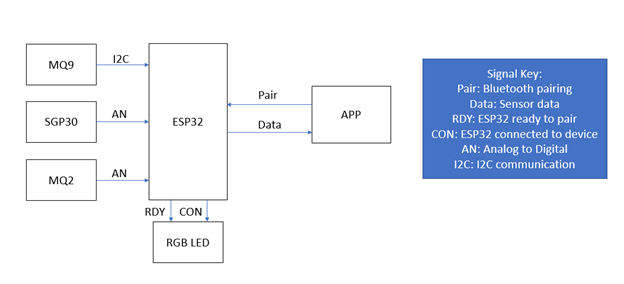 MQ9
I2C
SGP30
AN
MQ2
AN
ESP32
Pair
Data
APP
RDY CON
RGB LED
Signal Key:
Pair: Bluetooth pairing
Data: Sensor data
RDY: ESP32 ready to pair
CON: ESP32 connected to device
AN: Analog to Digital
I2C: I2C communication